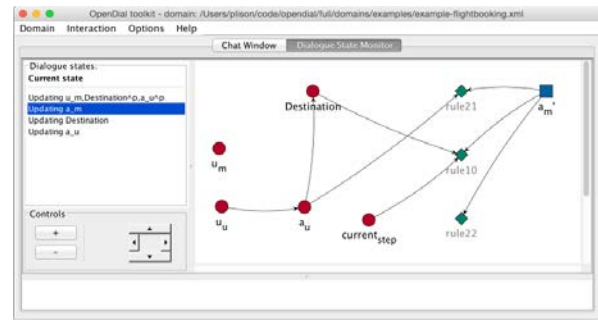 OpenDial toolkit - domain: /Users/plison/code/opendial/full/domains/examples/example-flightbooking.xml
Domain Interaction Options Help
Chat Window Dialogue State Monitor
Dialogue states:
Current state
Updating u_m,Destination^p,a_u^p
Updating a_m
Updating Destination
Updating a_u
Controls
+
-
Destination
rule21
a_m'
u_m
rule10
u_u
a_u
current_step
rule22